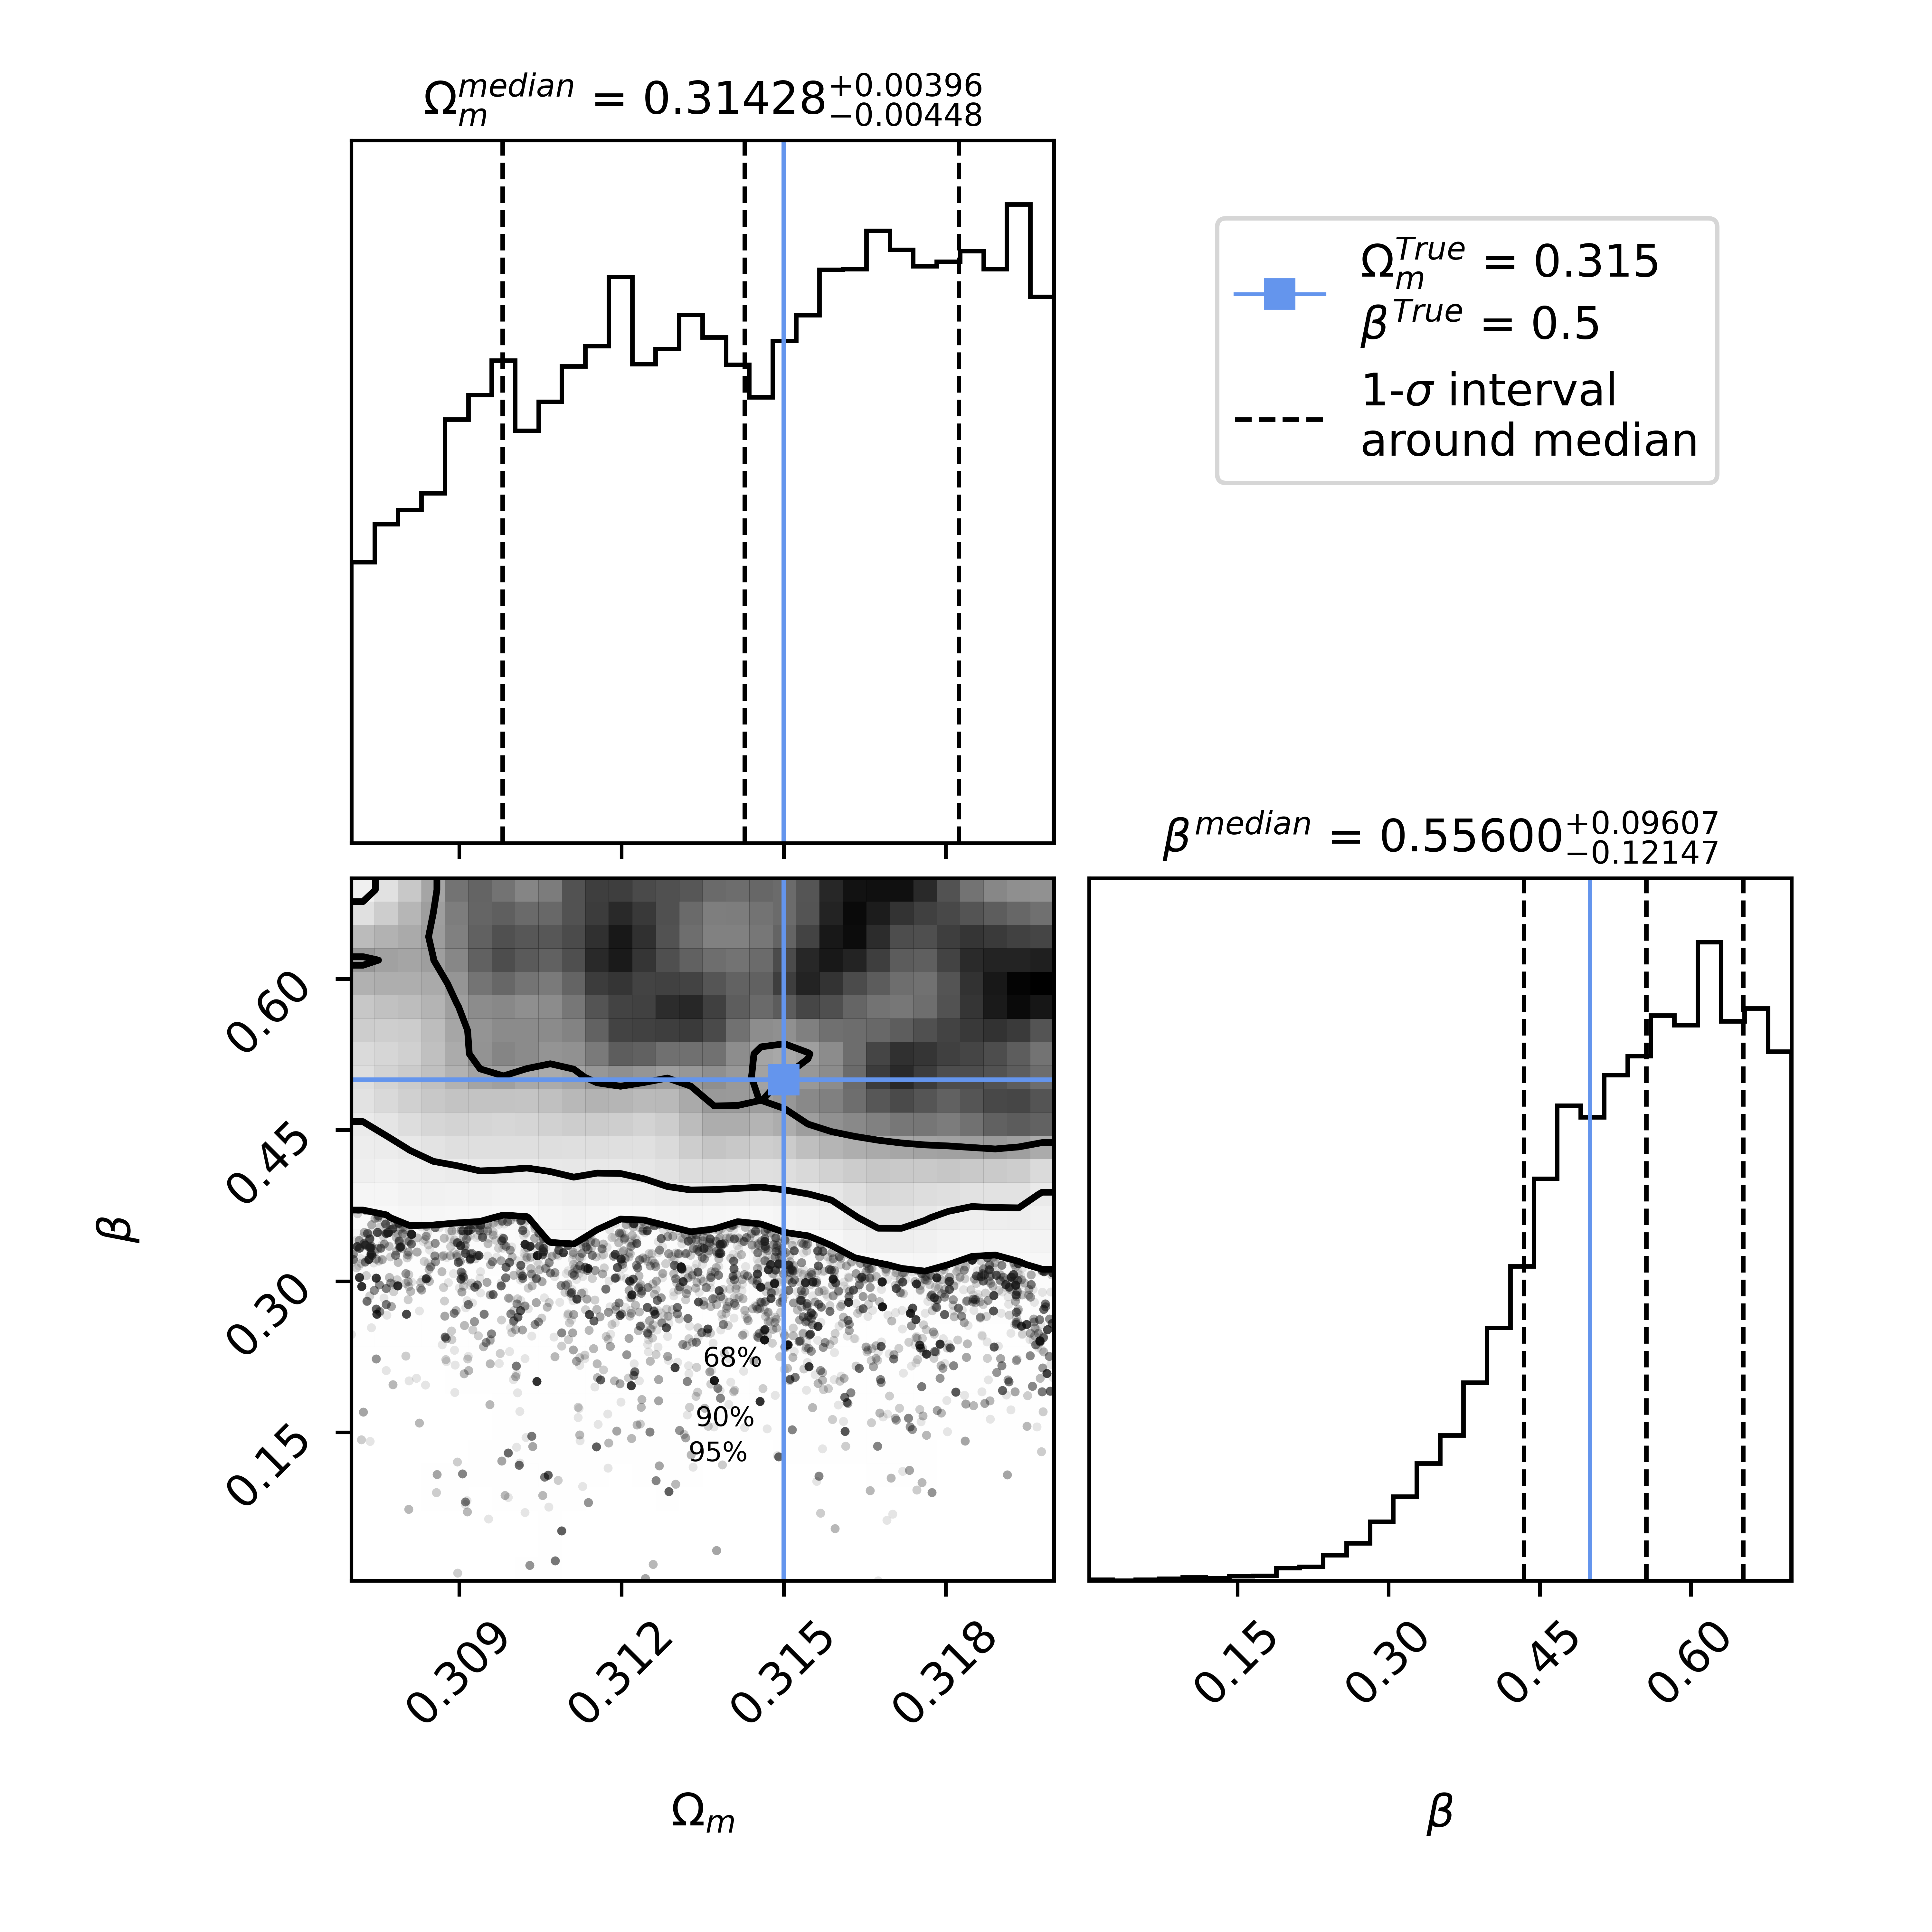 Ω_m^{median} = 0.31428^{+0.00396}_{−0.00448}
Ω_m^{True} = 0.315
β^{True} = 0.5
1-σ interval
around median
β^{median} = 0.55600^{+0.09607}_{−0.12147}
0.60
0.45
0.30
0.15
β
68%
90%
95%
0.309 0.312 0.315 0.318
0.15 0.30 0.45 0.60
Ω_m
β